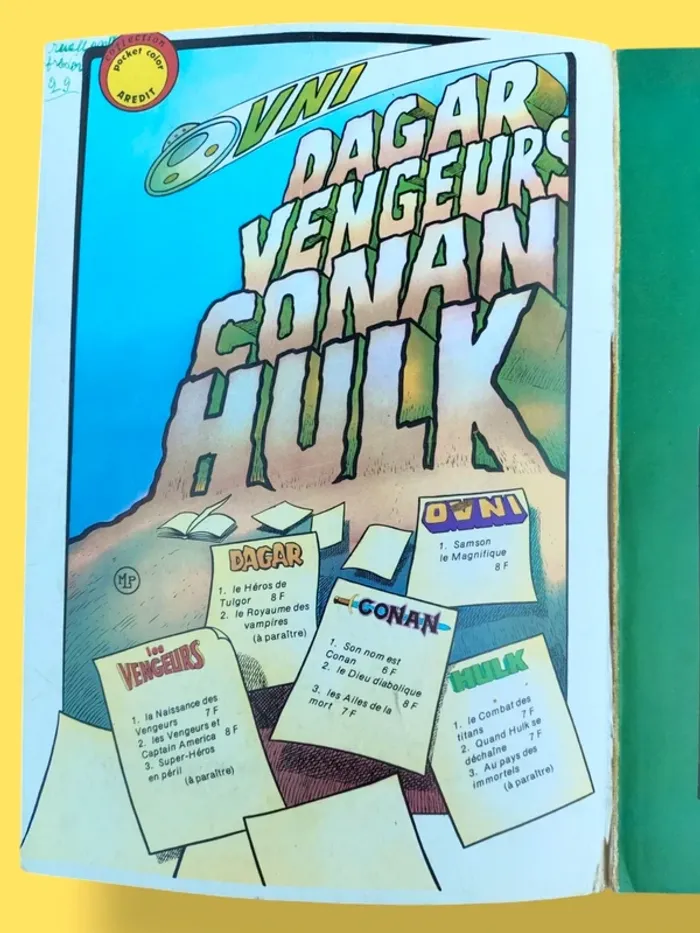 collection
pocket color
AREDIT
OVNI
DAGAR
VENGEURS
CONAN
HULK
OVNI
1. Samson
le Magnifique
8 F
DAGAR
1. le Héros de
Tulgor 8 F
2. le Royaume des
vampires
(à paraître)
CONAN
1. Son nom est
Conan 6 F
2. le Dieu diabolique
8 F
3. les Ailes de la
mort 7 F
les
VENGEURS
1. la Naissance des
Vengeurs 7 F
2. les Vengeurs et
Captain America 8 F
3. Super-Héros
en péril
(à paraître)
HULK
1. le Combat des
titans 7 F
2. Quand Hulk se
déchaîne 7 F
3. Au pays des
immortels
(à paraître)
MP